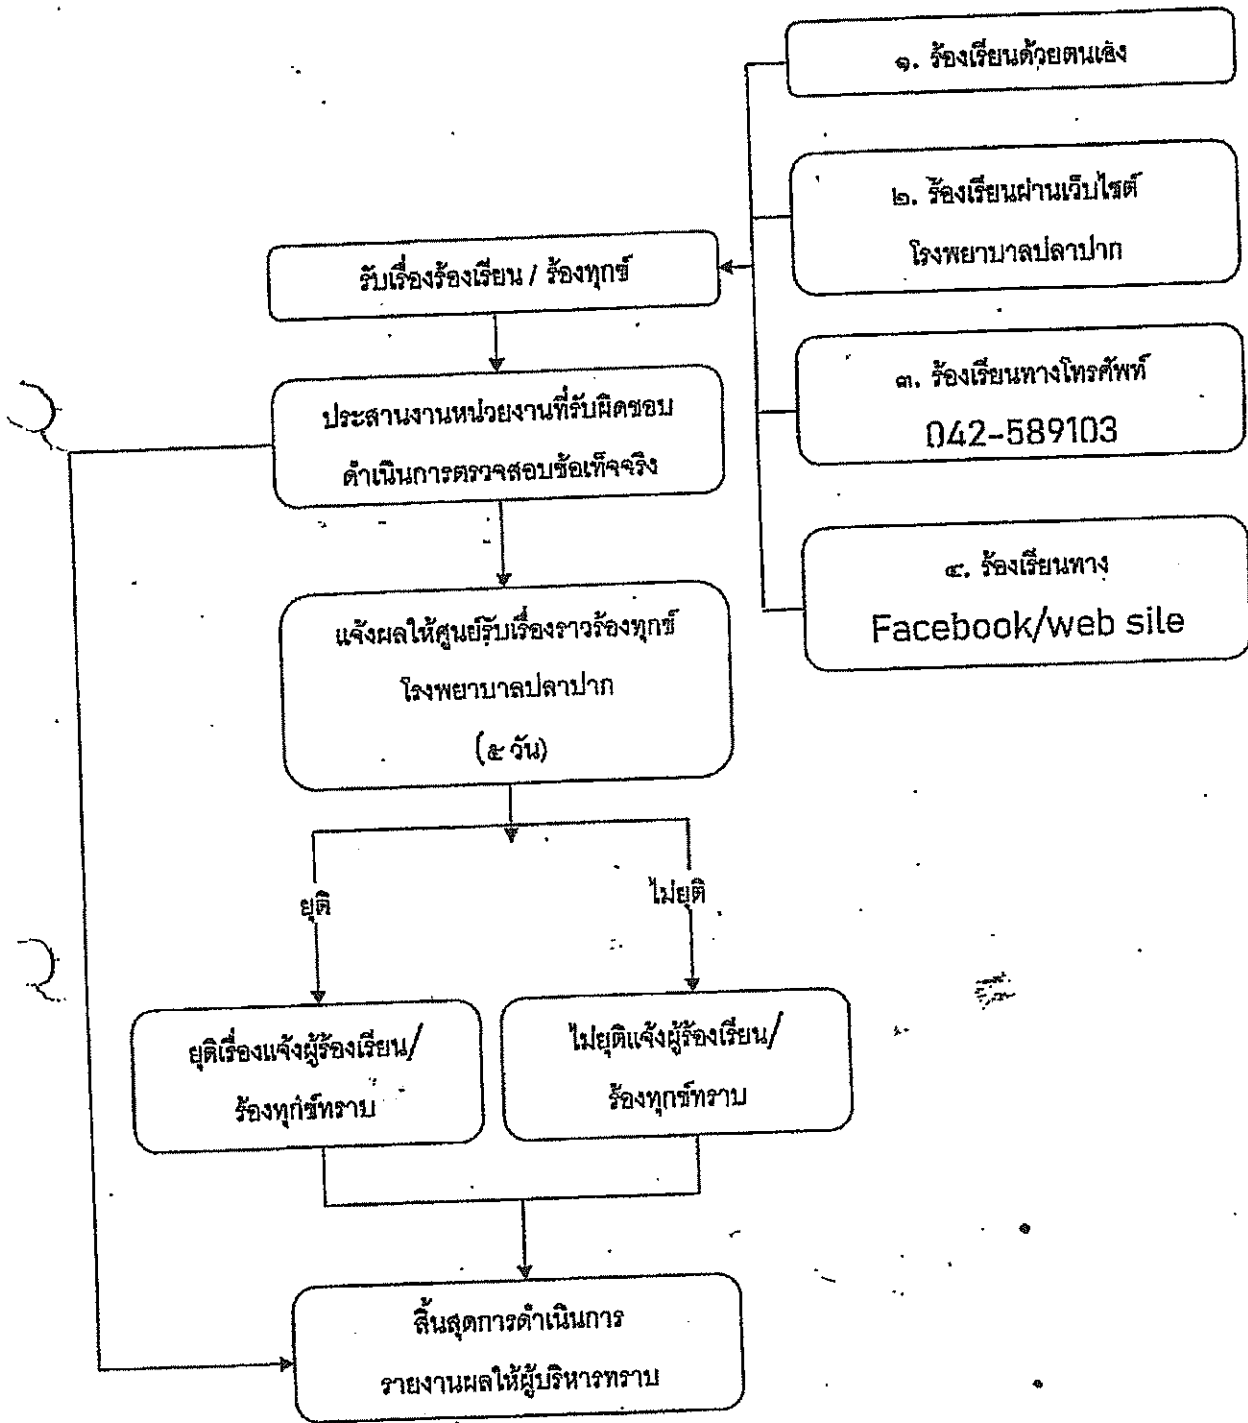 ๑. ร้องเรียนด้วยตนเอง
๒. ร้องเรียนผ่านเว็บไซต์
โรงพยาบาลปลาปาก
รับเรื่องร้องเรียน / ร้องทุกข์
๓. ร้องเรียนทางโทรศัพท์
042-589103
ประสานงานหน่วยงานที่รับผิดชอบ
ดำเนินการตรวจสอบข้อเท็จจริง
๔. ร้องเรียนทาง
Facebook/web sile
แจ้งผลให้ศูนย์รับเรื่องราวร้องทุกข์
โรงพยาบาลปลาปาก
(๕ วัน)
ยุติ
ไม่ยุติ
ยุติเรื่องแจ้งผู้ร้องเรียน/
ร้องทุกข์ทราบ
ไม่ยุติแจ้งผู้ร้องเรียน/
ร้องทุกข์ทราบ
สิ้นสุดการดำเนินการ
รายงานผลให้ผู้บริหารทราบ